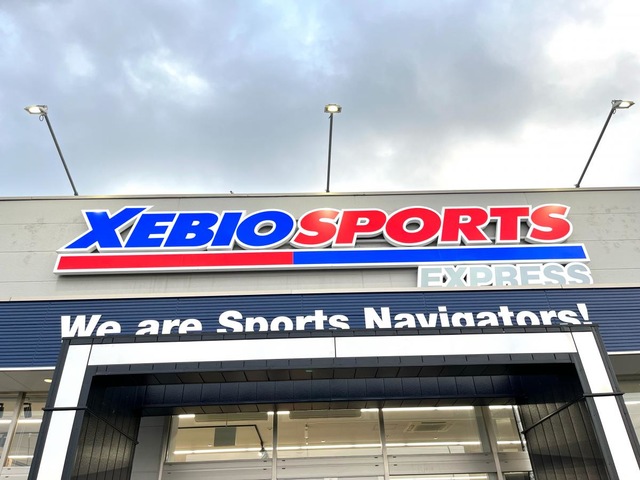 XEBIOSPORTS
EXPRESS
We are Sports Navigators!